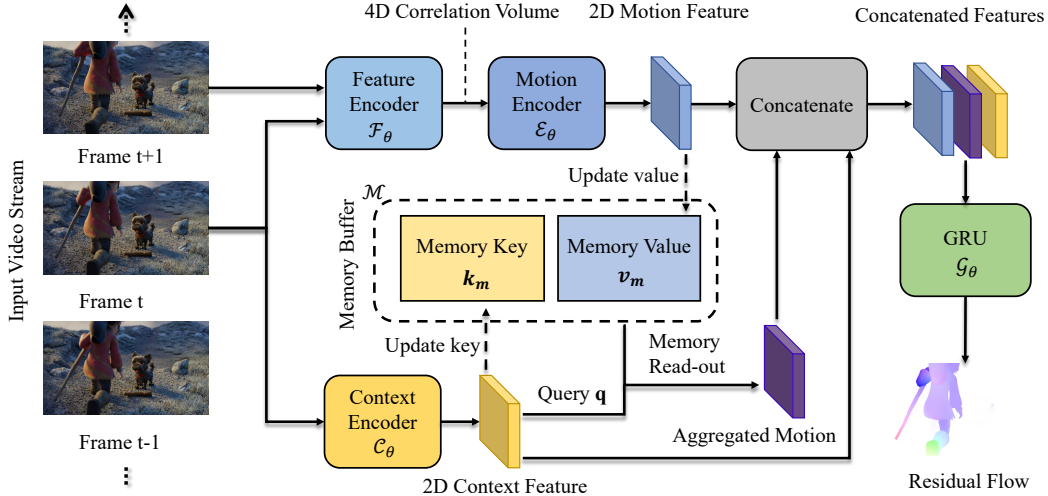 4D Correlation Volume
2D Motion Feature
Concatenated Features
Input Video Stream
Frame t+1
Frame t
Frame t-1
Feature
Encoder
ℱθ
Motion
Encoder
ℰθ
Concatenate
Update value
ℳ
Memory Buffer
Memory Key
𝒌𝒎
Memory Value
𝒗𝒎
GRU
𝒢θ
Update key
Memory
Read-out
Query q
Context
Encoder
𝒞θ
Aggregated Motion
2D Context Feature
Residual Flow